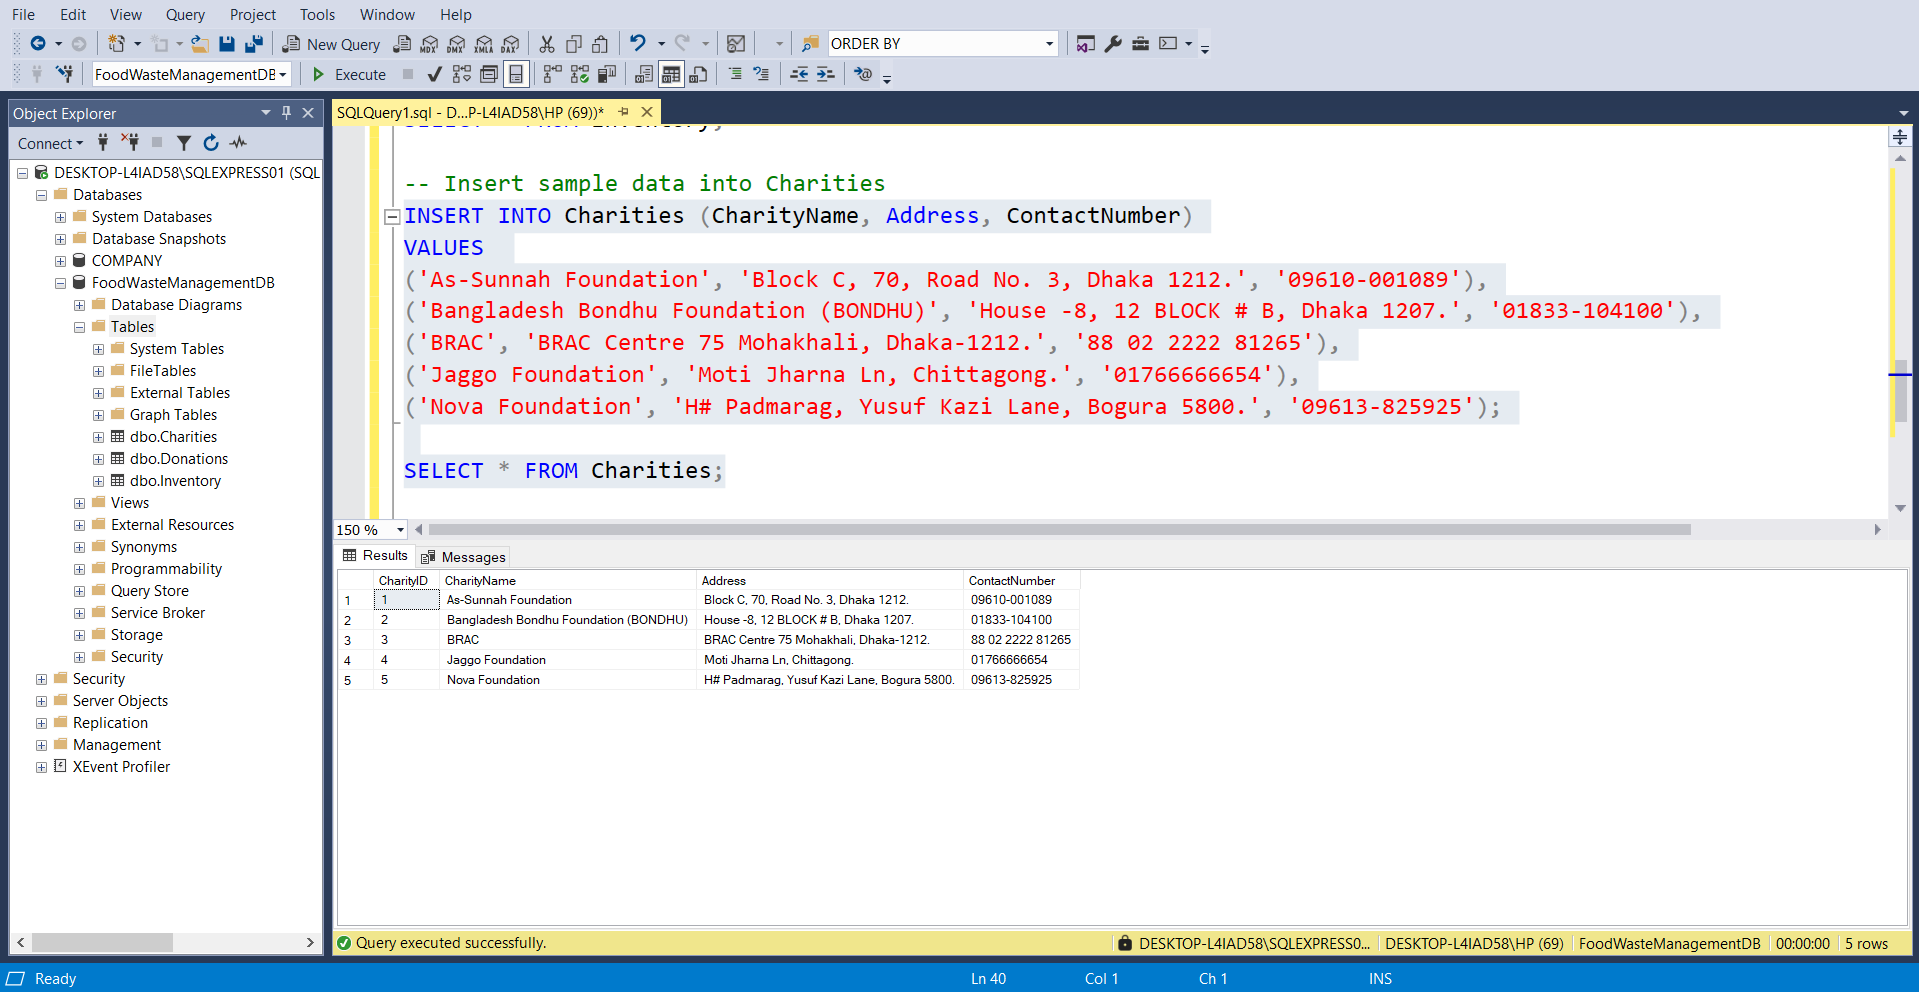 File Edit View Query Project Tools Window Help
New Query MDX DMX XMLA DAX ORDER BY
FoodWasteManagementDB Execute
Object Explorer
SQLQuery1.sql - D...P-L4IAD58\HP (69))*
Connect
DESKTOP-L4IAD58\SQLEXPRESS01 (SQL
Databases
System Databases
Database Snapshots
COMPANY
FoodWasteManagementDB
Database Diagrams
Tables
System Tables
FileTables
External Tables
Graph Tables
dbo.Charities
dbo.Donations
dbo.Inventory
Views
External Resources
Synonyms
Programmability
Query Store
Service Broker
Storage
Security
Security
Server Objects
Replication
Management
XEvent Profiler
SELECT * FROM Inventory;
-- Insert sample data into Charities
INSERT INTO Charities (CharityName, Address, ContactNumber)
VALUES
('As-Sunnah Foundation', 'Block C, 70, Road No. 3, Dhaka 1212.', '09610-001089'),
('Bangladesh Bondhu Foundation (BONDHU)', 'House -8, 12 BLOCK # B, Dhaka 1207.', '01833-104100'),
('BRAC', 'BRAC Centre 75 Mohakhali, Dhaka-1212.', '88 02 2222 81265'),
('Jaggo Foundation', 'Moti Jharna Ln, Chittagong.', '01766666654'),
('Nova Foundation', 'H# Padmarag, Yusuf Kazi Lane, Bogura 5800.', '09613-825925');
SELECT * FROM Charities;
150 %
Results Messages
CharityID CharityName Address ContactNumber
1 1 As-Sunnah Foundation Block C, 70, Road No. 3, Dhaka 1212. 09610-001089
2 2 Bangladesh Bondhu Foundation (BONDHU) House -8, 12 BLOCK # B, Dhaka 1207. 01833-104100
3 3 BRAC BRAC Centre 75 Mohakhali, Dhaka-1212. 88 02 2222 81265
4 4 Jaggo Foundation Moti Jharna Ln, Chittagong. 01766666654
5 5 Nova Foundation H# Padmarag, Yusuf Kazi Lane, Bogura 5800. 09613-825925
Query executed successfully. DESKTOP-L4IAD58\SQLEXPRESS0... DESKTOP-L4IAD58\HP (69) FoodWasteManagementDB 00:00:00 5 rows
Ready Ln 40 Col 1 Ch 1 INS